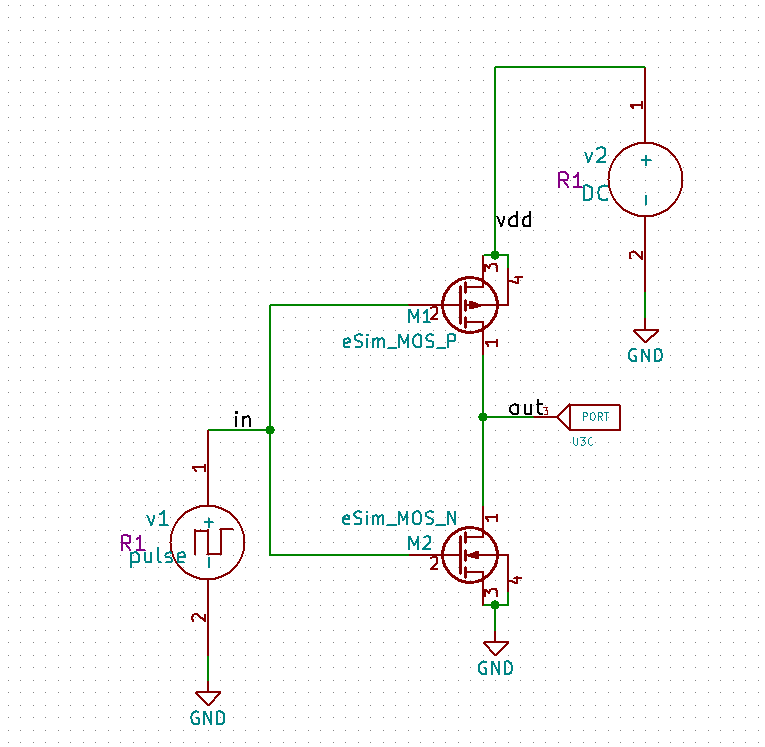 1
v2
+
R1
DC
-
vdd
2
3
4
M1
2
eSim_MOS_P
1
GND
in
out
3
PORT
U3C
1
v1
+
R1
pulse
-
eSim_MOS_N
1
M2
2
4
3
2
GND
GND